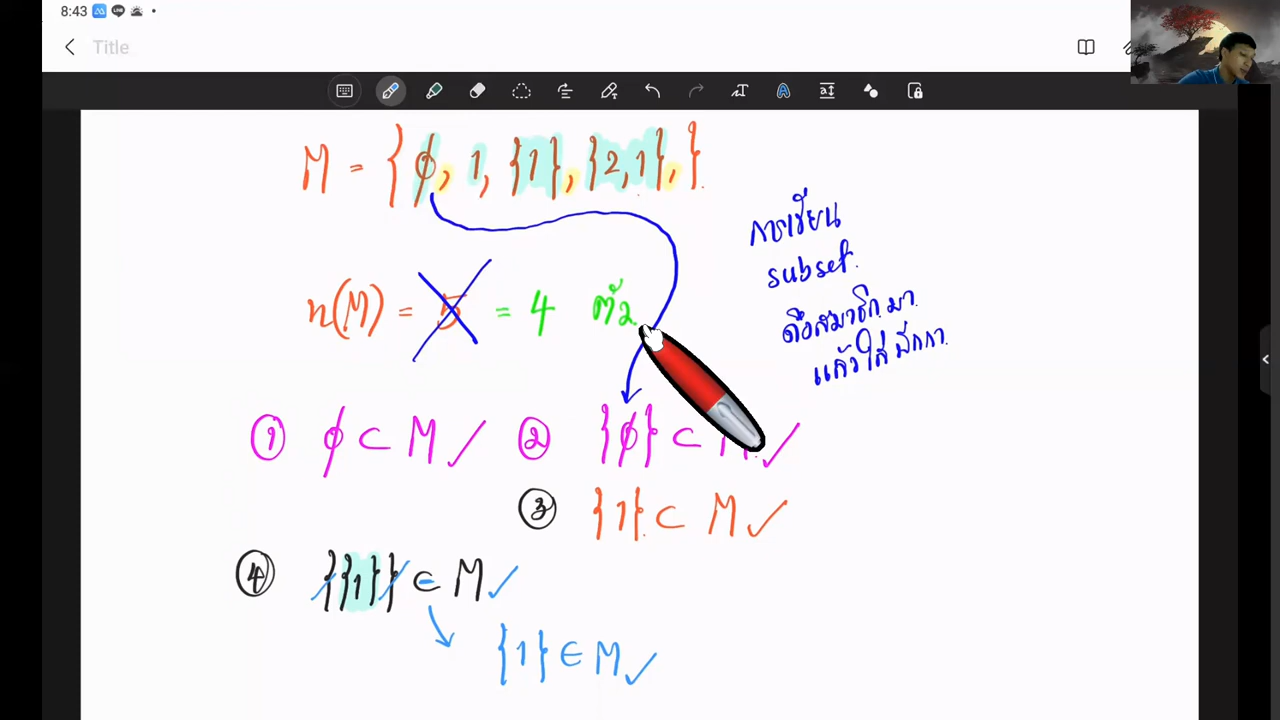 8:43
Title
M = { ∅, 1, {1}, {2,1}, }
n(M) = 5 = 4 ตัว
การเขียน
subset
คือสมาชิกมา
แล้วใส่ปีกกา
① ∅ ⊂ M ✓ ② {∅} ⊂ M ✓
③ {1} ⊂ M ✓
④ {{1}} ⊂ M ✓
{1} ∈ M ✓